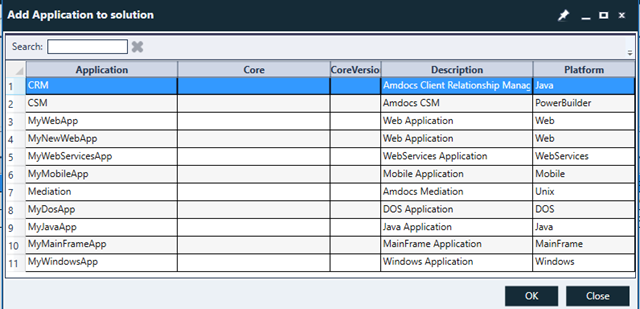 Add Application to solution
Search:
Application Core CoreVersio Description Platform
1 CRM Amdocs Client Relationship Manag Java
2 CSM Amdocs CSM PowerBuilder
3 MyWebApp Web Application Web
4 MyNewWebApp Web Application Web
5 MyWebServicesApp WebServices Application WebServices
6 MyMobileApp Mobile Application Mobile
7 Mediation Amdocs Mediation Unix
8 MyDosApp DOS Application DOS
9 MyJavaApp Java Application Java
10 MyMainFrameApp MainFrame Application MainFrame
11 MyWindowsApp Windows Application Windows
OK Close